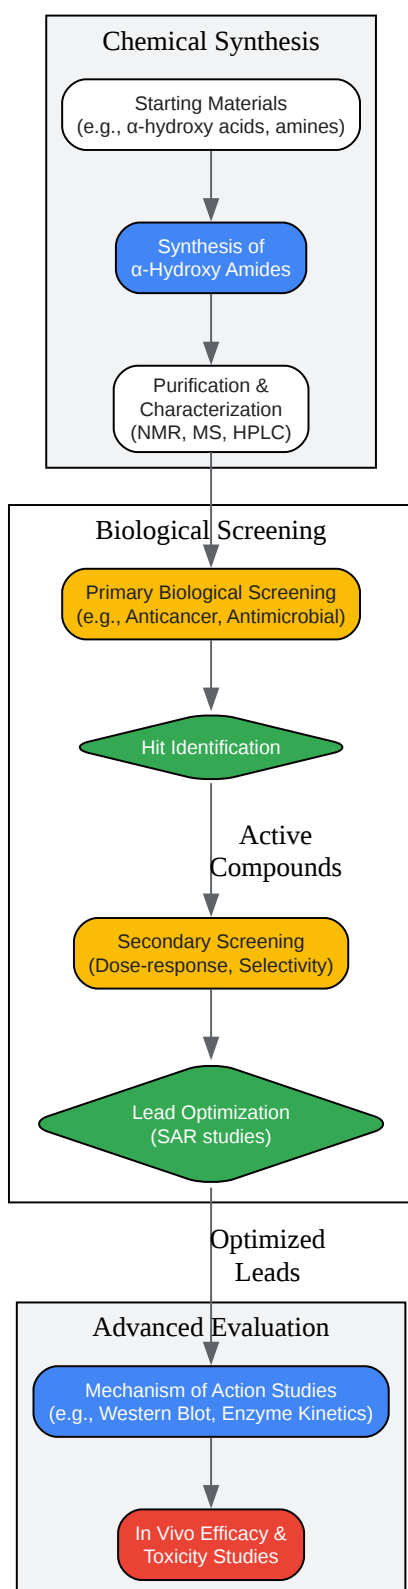 Chemical Synthesis
Starting Materials
(e.g., α-hydroxy acids, amines)
Synthesis of
α-Hydroxy Amides
Purification &
Characterization
(NMR, MS, HPLC)
Biological Screening
Primary Biological Screening
(e.g., Anticancer, Antimicrobial)
Hit Identification
Active
Compounds
Secondary Screening
(Dose-response, Selectivity)
Lead Optimization
(SAR studies)
Optimized
Leads
Advanced Evaluation
Mechanism of Action Studies
(e.g., Western Blot, Enzyme Kinetics)
In Vivo Efficacy &
Toxicity Studies